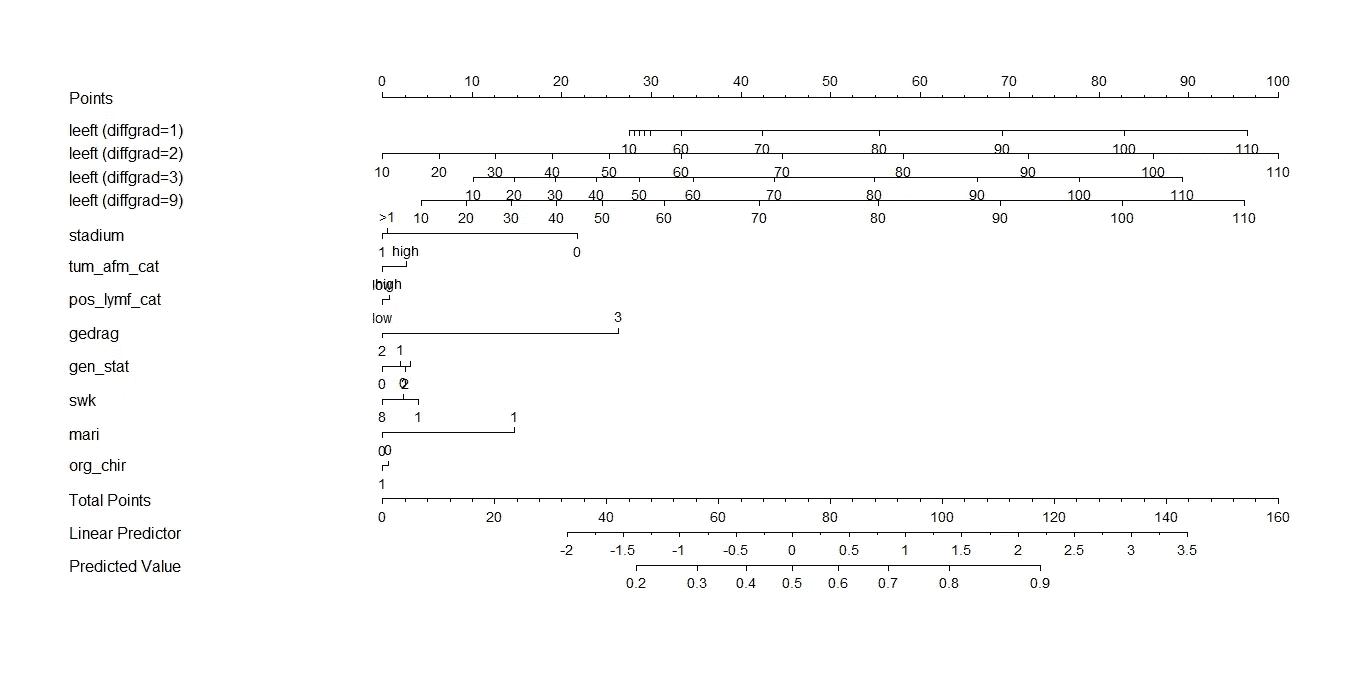 0 10 20 30 40 50 60 70 80 90 100
Points
leeft (diffgrad=1)
10 60 70 80 90 100 110
leeft (diffgrad=2)
10 20 30 40 50 60 70 80 90 110
leeft (diffgrad=3)
10 20 30 40 50 60 70 80 90 100 110
leeft (diffgrad=9)
>1 10 20 30 40 50 60 70 80 90 100 110
stadium
1 high 0
tum_afm_cat
low high
pos_lymf_cat
low 3
gedrag
2 1
gen_stat
0 0 2
swk
8 1 1
mari
0 0
org_chir
1
Total Points
0 20 40 60 80 100 120 140 160
Linear Predictor
-2 -1.5 -1 -0.5 0 0.5 1 1.5 2 2.5 3 3.5
Predicted Value
0.2 0.3 0.4 0.5 0.6 0.7 0.8 0.9